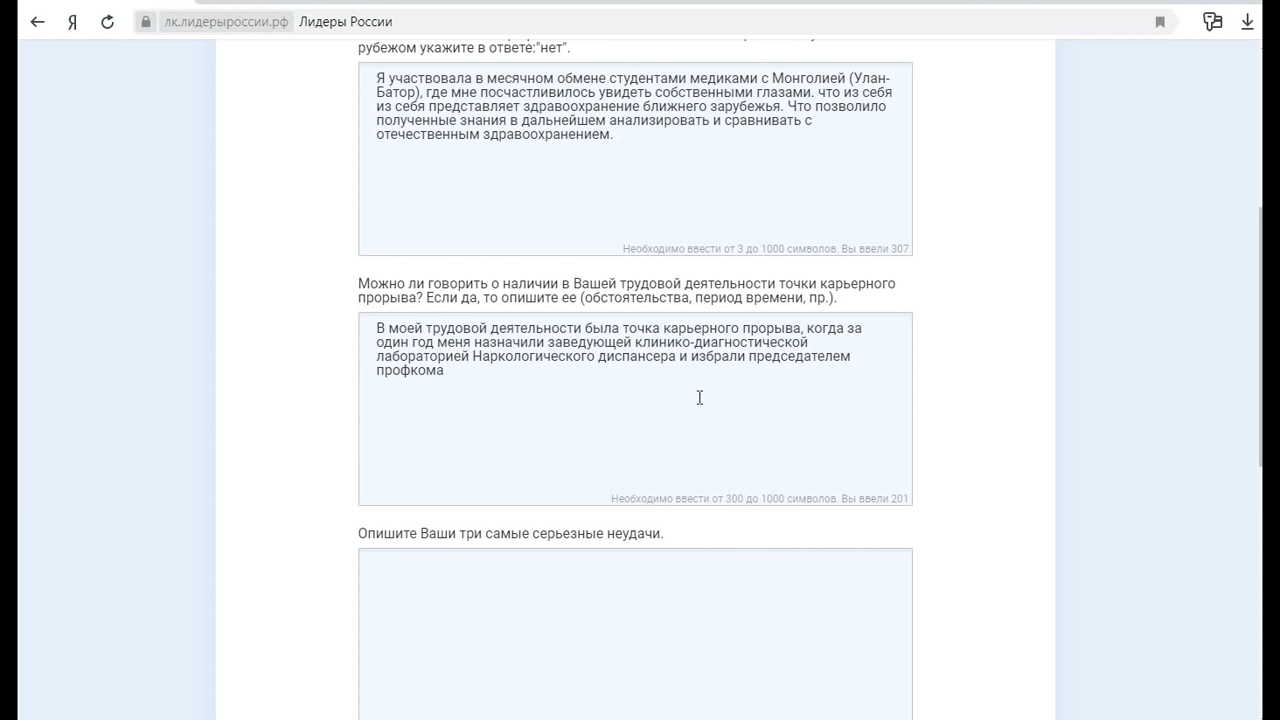 лк.лидерыроссии.рф Лидеры России
рубежом укажите в ответе:"нет".
Я участвовала в месячном обмене студентами медиками с Монголией (Улан-
Батор), где мне посчастливилось увидеть собственными глазами. что из себя
из себя представляет здравоохранение ближнего зарубежья. Что позволило
полученные знания в дальнейшем анализировать и сравнивать с
отечественным здравоохранением.
Необходимо ввести от 3 до 1000 символов. Вы ввели 307
Можно ли говорить о наличии в Вашей трудовой деятельности точки карьерного
прорыва? Если да, то опишите ее (обстоятельства, период времени, пр.).
В моей трудовой деятельности была точка карьерного прорыва, когда за
один год меня назначили заведующей клинико-диагностической
лабораторией Наркологического диспансера и избрали председателем
профкома
Необходимо ввести от 300 до 1000 символов. Вы ввели 201
Опишите Ваши три самые серьезные неудачи.